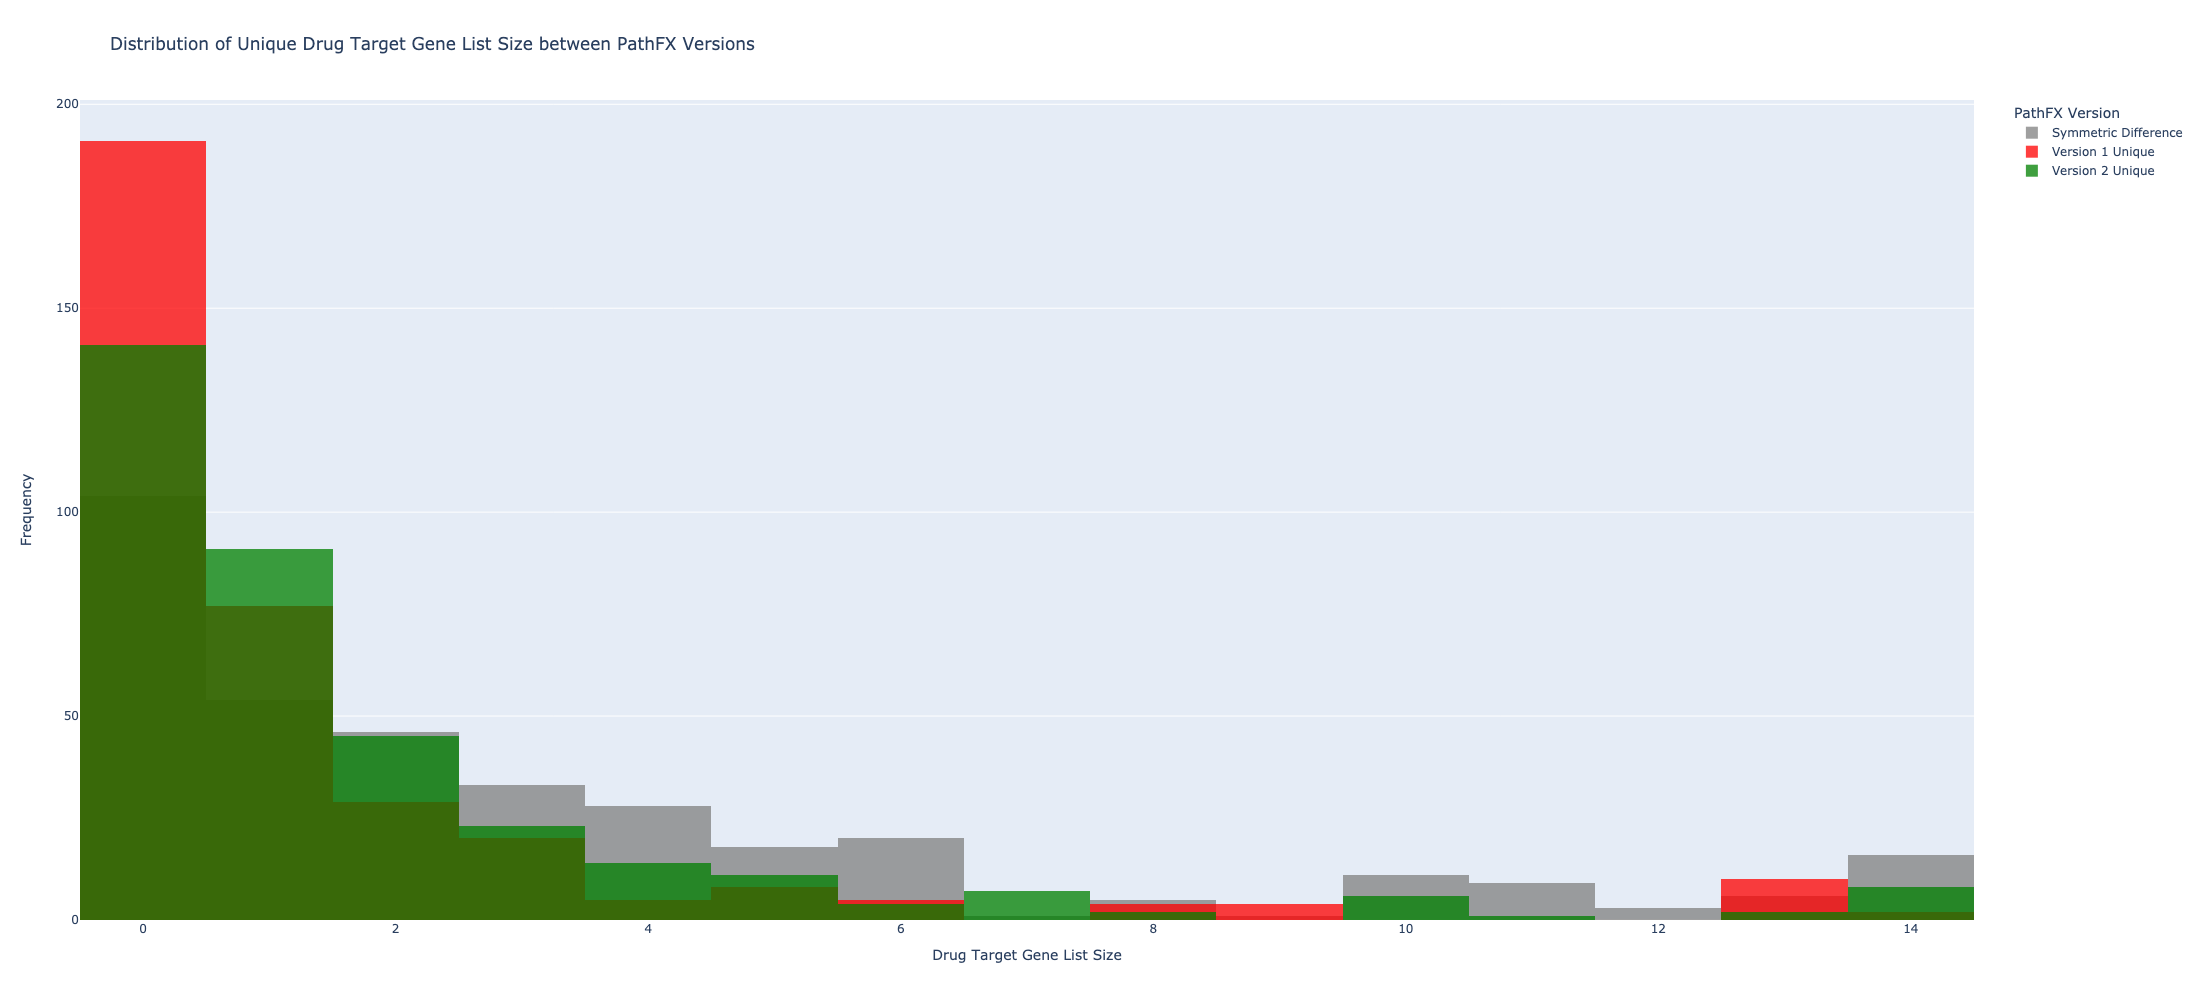 Distribution of Unique Drug Target Gene List Size between PathFX Versions
PathFX Version
Symmetric Difference
Version 1 Unique
Version 2 Unique
200
150
100
50
0
Frequency
0 2 4 6 8 10 12 14
Drug Target Gene List Size